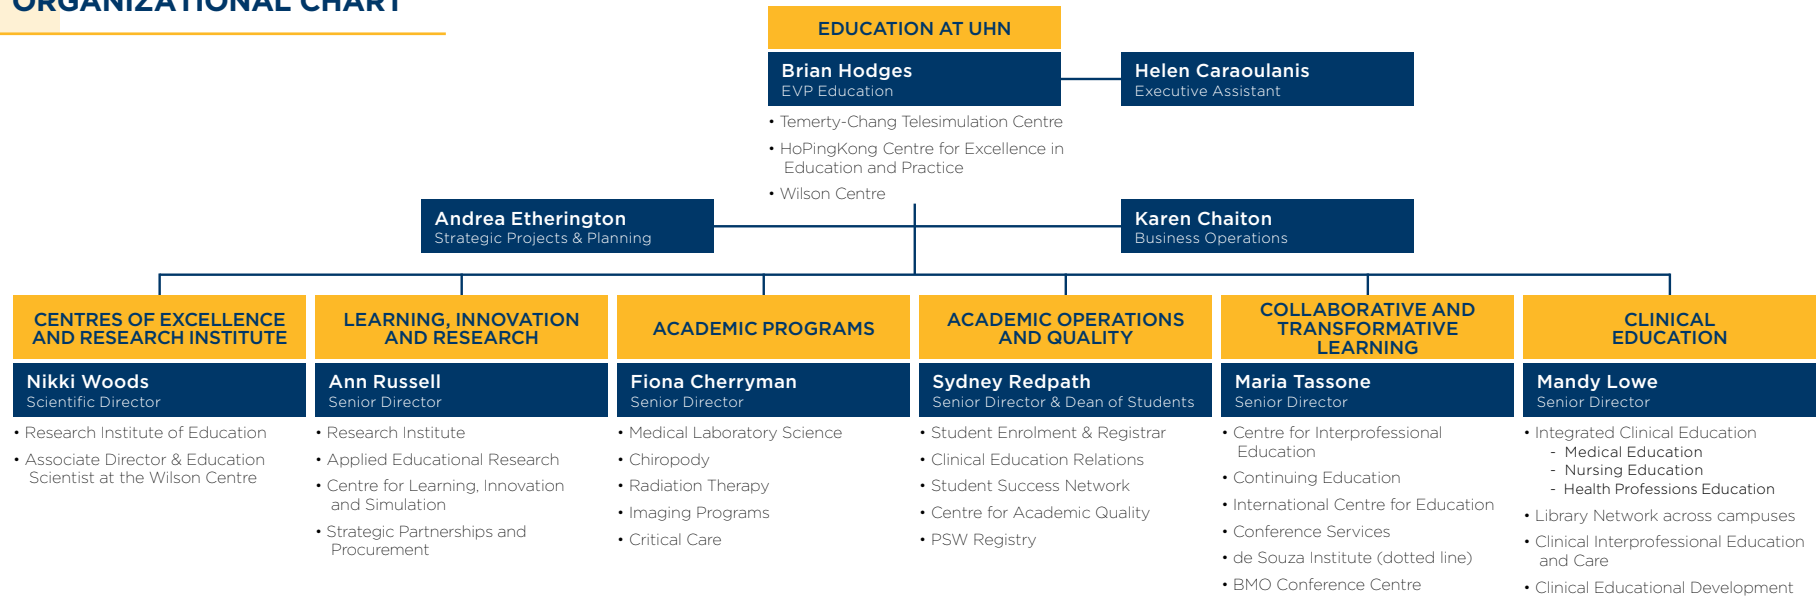 ORGANIZATIONAL CHART
EDUCATION AT UHN
Brian Hodges
EVP Education
Helen Caraoulanis
Executive Assistant
• Temerty-Chang Telesimulation Centre
• HoPingKong Centre for Excellence in
Education and Practice
• Wilson Centre
Andrea Etherington
Strategic Projects & Planning
Karen Chaiton
Business Operations
CENTRES OF EXCELLENCE
AND RESEARCH INSTITUTE
Nikki Woods
Scientific Director
• Research Institute of Education
• Associate Director & Education
Scientist at the Wilson Centre
LEARNING, INNOVATION
AND RESEARCH
Ann Russell
Senior Director
• Research Institute
• Applied Educational Research
• Centre for Learning, Innovation
and Simulation
• Strategic Partnerships and
Procurement
ACADEMIC PROGRAMS
Fiona Cherryman
Senior Director
• Medical Laboratory Science
• Chiropody
• Radiation Therapy
• Imaging Programs
• Critical Care
ACADEMIC OPERATIONS
AND QUALITY
Sydney Redpath
Senior Director & Dean of Students
• Student Enrolment & Registrar
• Clinical Education Relations
• Student Success Network
• Centre for Academic Quality
• PSW Registry
COLLABORATIVE AND
TRANSFORMATIVE
LEARNING
Maria Tassone
Senior Director
• Centre for Interprofessional
Education
• Continuing Education
• International Centre for Education
• Conference Services
• de Souza Institute (dotted line)
• BMO Conference Centre
CLINICAL
EDUCATION
Mandy Lowe
Senior Director
• Integrated Clinical Education
- Medical Education
- Nursing Education
- Health Professions Education
• Library Network across campuses
• Clinical Interprofessional Education
and Care
• Clinical Educational Development